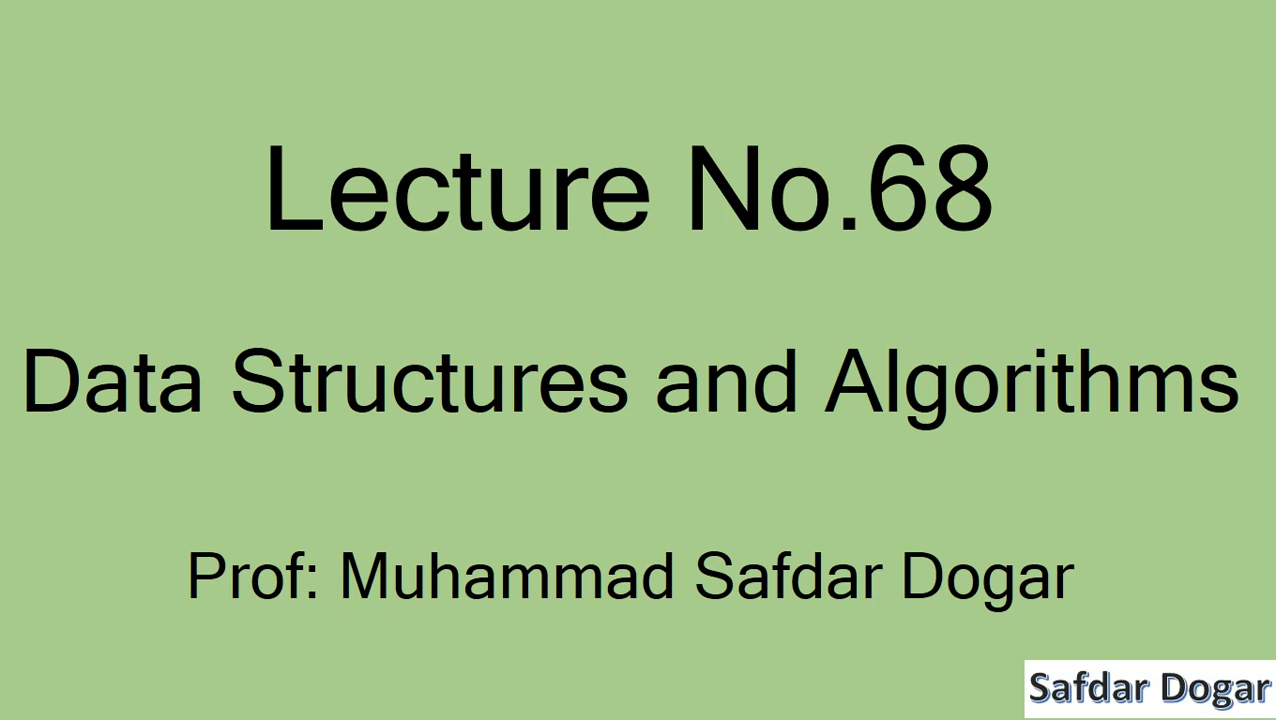 Lecture No.68
Data Structures and Algorithms
Prof: Muhammad Safdar Dogar
Safdar Dogar